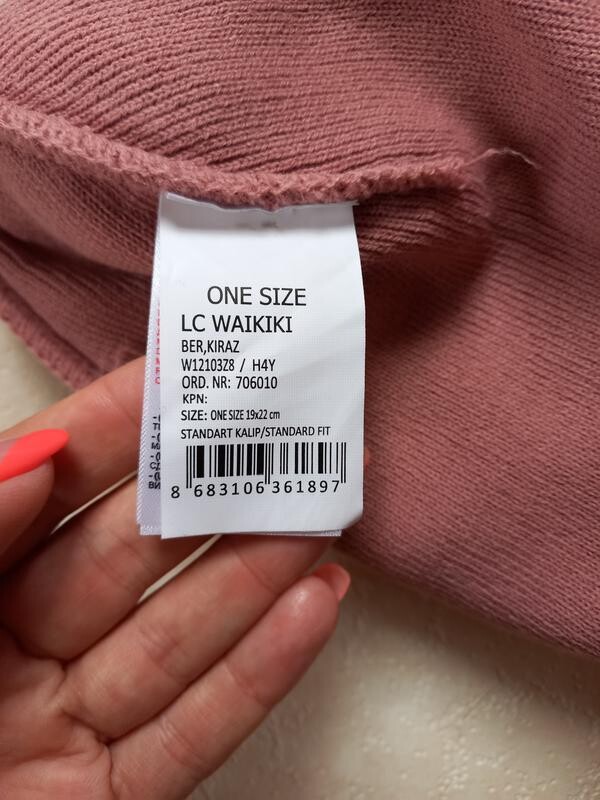 ONE SIZE
LC WAIKIKI
BER,KIRAZ
W12103Z8 / H4Y
ORD. NR: 706010
KPN:
SIZE: ONE SIZE 19x22 cm
STANDART KALIP/STANDARD FIT
8 683106 361897